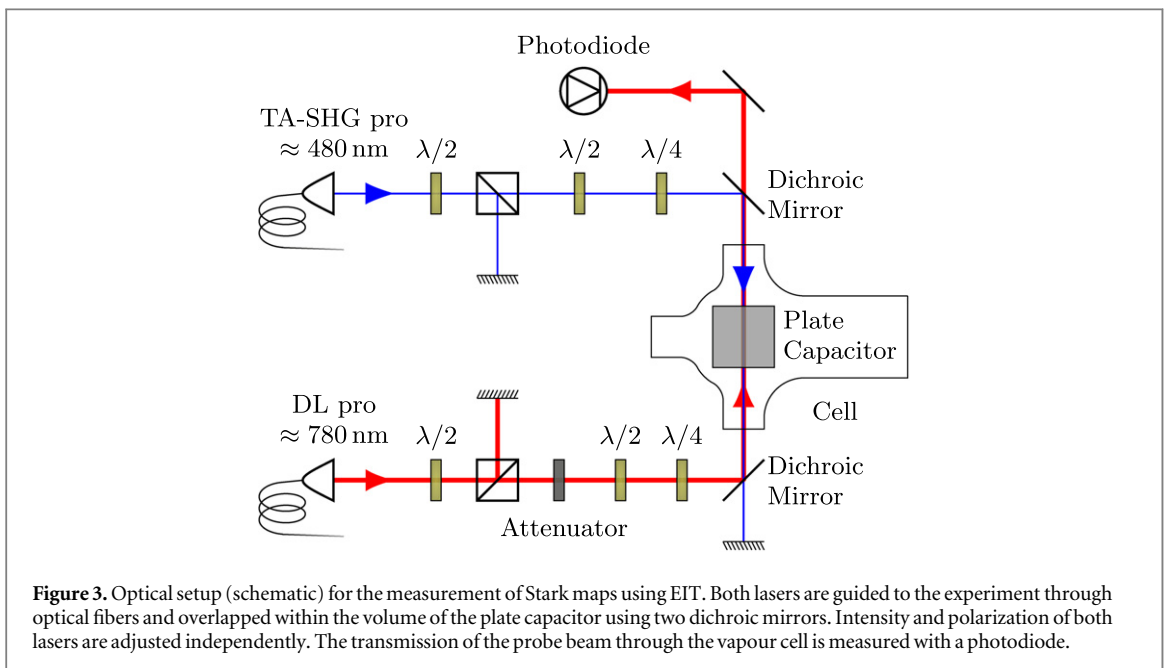 Photodiode
TA-SHG pro
≈ 480 nm
λ/2
λ/2
λ/4
Dichroic
Mirror
Plate
Capacitor
Cell
DL pro
≈ 780 nm
λ/2
λ/2
λ/4
Attenuator
Dichroic
Mirror
Figure 3. Optical setup (schematic) for the measurement of Stark maps using EIT. Both lasers are guided to the experiment through
optical fibers and overlapped within the volume of the plate capacitor using two dichroic mirrors. Intensity and polarization of both
lasers are adjusted independently. The transmission of the probe beam through the vapour cell is measured with a photodiode.